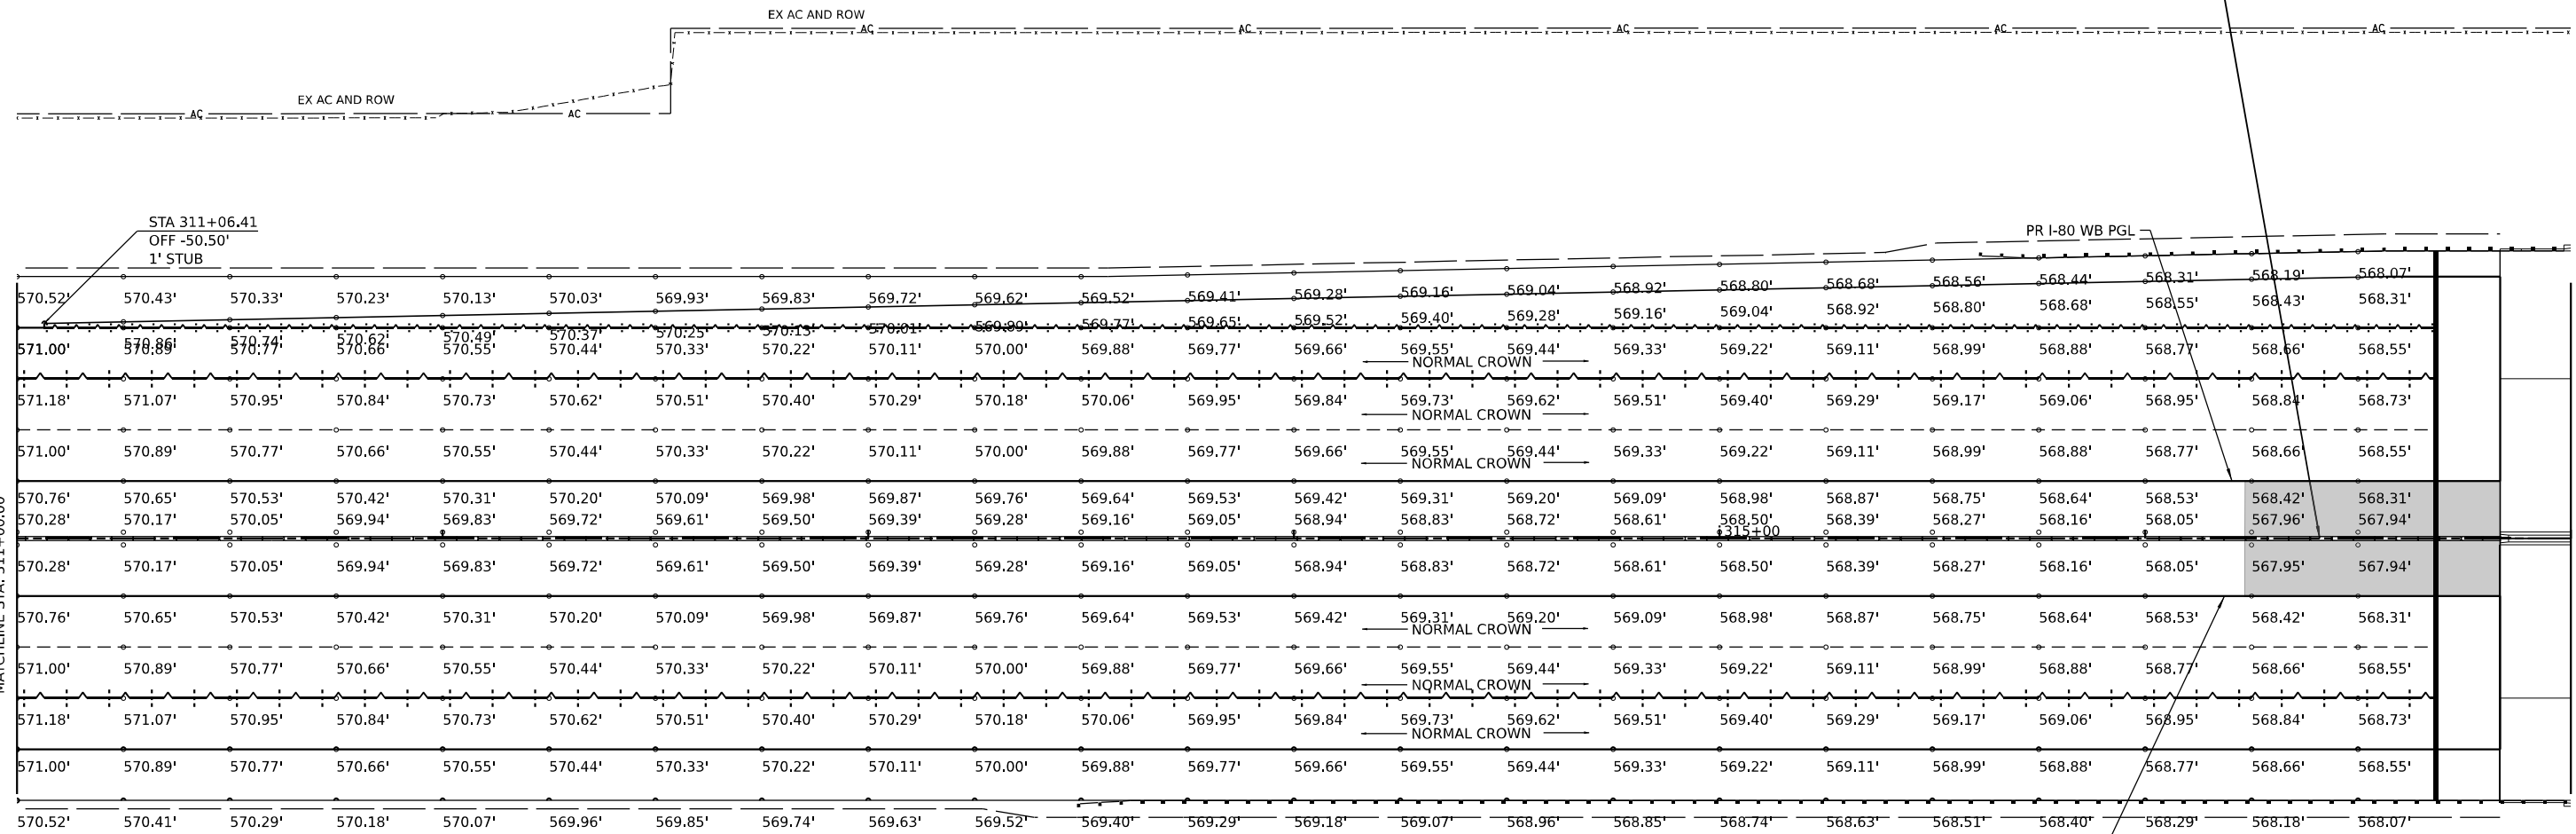 EX AC AND ROW
AC AC AC AC AC
EX AC AND ROW
AC AC
STA 311+06.41
OFF -50.50'
1' STUB
PR I-80 WB PGL
570.52' 570.43' 570.33' 570.23' 570.13' 570.03' 569.93' 569.83' 569.72' 569.62' 569.52' 569.41' 569.28' 569.16' 569.04' 568.92' 568.80' 568.68' 568.56' 568.44' 568.31' 568.19' 568.07'
570.86' 570.74' 570.62' 570.49' 570.37' 570.25' 570.13' 570.01' 569.89' 569.77' 569.65' 569.52' 569.40' 569.28' 569.16' 569.04' 568.92' 568.80' 568.68' 568.55' 568.43' 568.31'
571.00' 570.89' 570.77' 570.66' 570.55' 570.44' 570.33' 570.22' 570.11' 570.00' 569.88' 569.77' 569.66' 569.55' 569.44' 569.33' 569.22' 569.11' 568.99' 568.88' 568.77' 568.66' 568.55'
NORMAL CROWN
571.18' 571.07' 570.95' 570.84' 570.73' 570.62' 570.51' 570.40' 570.29' 570.18' 570.06' 569.95' 569.84' 569.73' 569.62' 569.51' 569.40' 569.29' 569.17' 569.06' 568.95' 568.84' 568.73'
NORMAL CROWN
571.00' 570.89' 570.77' 570.66' 570.55' 570.44' 570.33' 570.22' 570.11' 570.00' 569.88' 569.77' 569.66' 569.55' 569.44' 569.33' 569.22' 569.11' 568.99' 568.88' 568.77' 568.66' 568.55'
NORMAL CROWN
570.76' 570.65' 570.53' 570.42' 570.31' 570.20' 570.09' 569.98' 569.87' 569.76' 569.64' 569.53' 569.42' 569.31' 569.20' 569.09' 568.98' 568.87' 568.75' 568.64' 568.53' 568.42' 568.31'
570.28' 570.17' 570.05' 569.94' 569.83' 569.72' 569.61' 569.50' 569.39' 569.28' 569.16' 569.05' 568.94' 568.83' 568.72' 568.61' 568.50' 568.39' 568.27' 568.16' 568.05' 567.96' 567.94'
315+00
MATCHLINE STA. 311+00.00
570.28' 570.17' 570.05' 569.94' 569.83' 569.72' 569.61' 569.50' 569.39' 569.28' 569.16' 569.05' 568.94' 568.83' 568.72' 568.61' 568.50' 568.39' 568.27' 568.16' 568.05' 567.95' 567.94'
570.76' 570.65' 570.53' 570.42' 570.31' 570.20' 570.09' 569.98' 569.87' 569.76' 569.64' 569.53' 569.42' 569.31' 569.20' 569.09' 568.98' 568.87' 568.75' 568.64' 568.53' 568.42' 568.31'
NORMAL CROWN
571.00' 570.89' 570.77' 570.66' 570.55' 570.44' 570.33' 570.22' 570.11' 570.00' 569.88' 569.77' 569.66' 569.55' 569.44' 569.33' 569.22' 569.11' 568.99' 568.88' 568.77' 568.66' 568.55'
NORMAL CROWN
571.18' 571.07' 570.95' 570.84' 570.73' 570.62' 570.51' 570.40' 570.29' 570.18' 570.06' 569.95' 569.84' 569.73' 569.62' 569.51' 569.40' 569.29' 569.17' 569.06' 568.95' 568.84' 568.73'
NORMAL CROWN
571.00' 570.89' 570.77' 570.66' 570.55' 570.44' 570.33' 570.22' 570.11' 570.00' 569.88' 569.77' 569.66' 569.55' 569.44' 569.33' 569.22' 569.11' 568.99' 568.88' 568.77' 568.66' 568.55'
570.52' 570.41' 570.29' 570.18' 570.07' 569.96' 569.85' 569.74' 569.63' 569.52' 569.40' 569.29' 569.18' 569.07' 568.96' 568.85' 568.74' 568.63' 568.51' 568.40' 568.29' 568.18' 568.07'